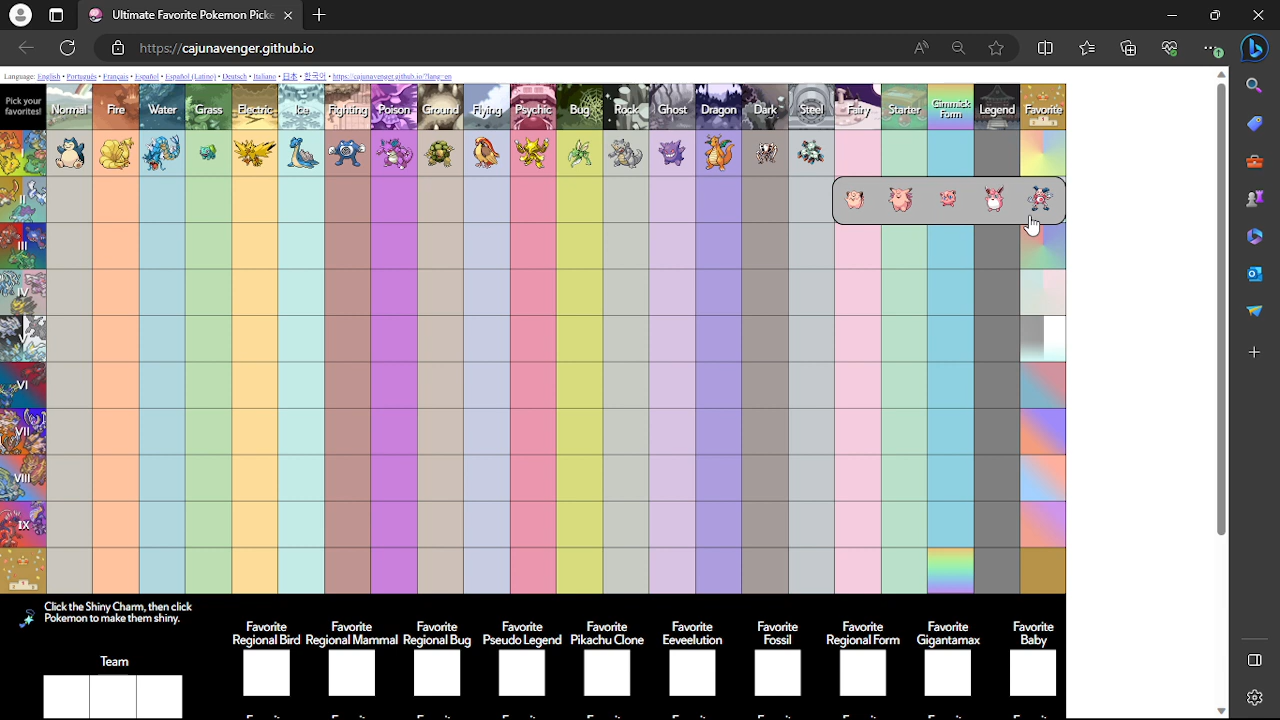 Ultimate Favorite Pokemon Picke
https://cajunavenger.github.io
Language: English • Português • Français • Español • Español (Latino) • Deutsch • Italiano • 日本 • 한국어 • https://cajunavenger.github.io/?lang=en
Pick your
favorites!
Normal Fire Water Grass Electric Ice Fighting Poison Ground Flying Psychic Bug Rock Ghost Dragon Dark Steel Fairy Starter Gimmick
Form Legend Favorite
I
II
III
IV
V
VI
VII
VIII
IX
Click the Shiny Charm, then click
Pokemon to make them shiny.
Team
Favorite
Regional Bird
Favorite
Regional Mammal
Favorite
Regional Bug
Favorite
Pseudo Legend
Favorite
Pikachu Clone
Favorite
Eeveelution
Favorite
Fossil
Favorite
Regional Form
Favorite
Gigantamax
Favorite
Baby